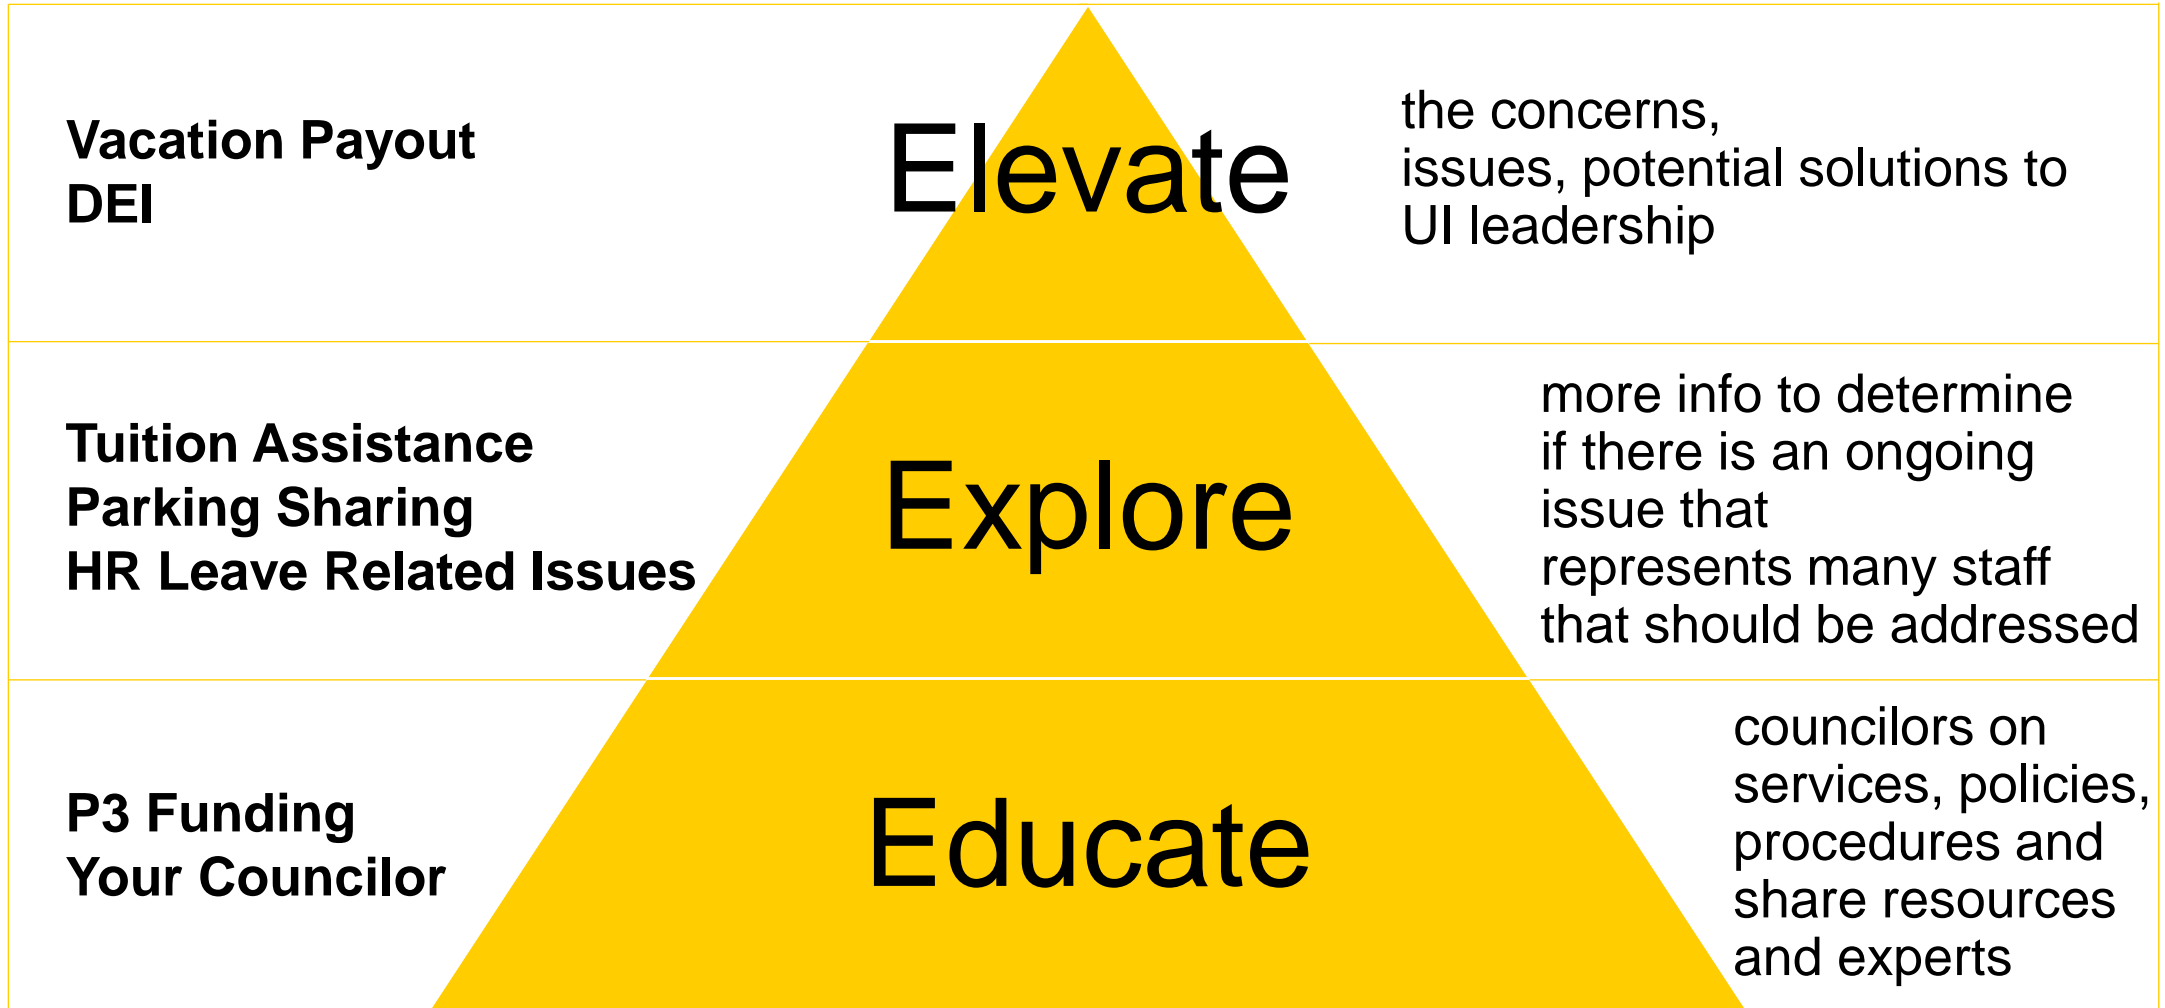 Vacation Payout
DEI
Elevate
the concerns,
issues, potential solutions to
UI leadership
Tuition Assistance
Parking Sharing
HR Leave Related Issues
Explore
more info to determine
if there is an ongoing
issue that
represents many staff
that should be addressed
P3 Funding
Your Councilor
Educate
councilors on
services, policies,
procedures and
share resources
and experts